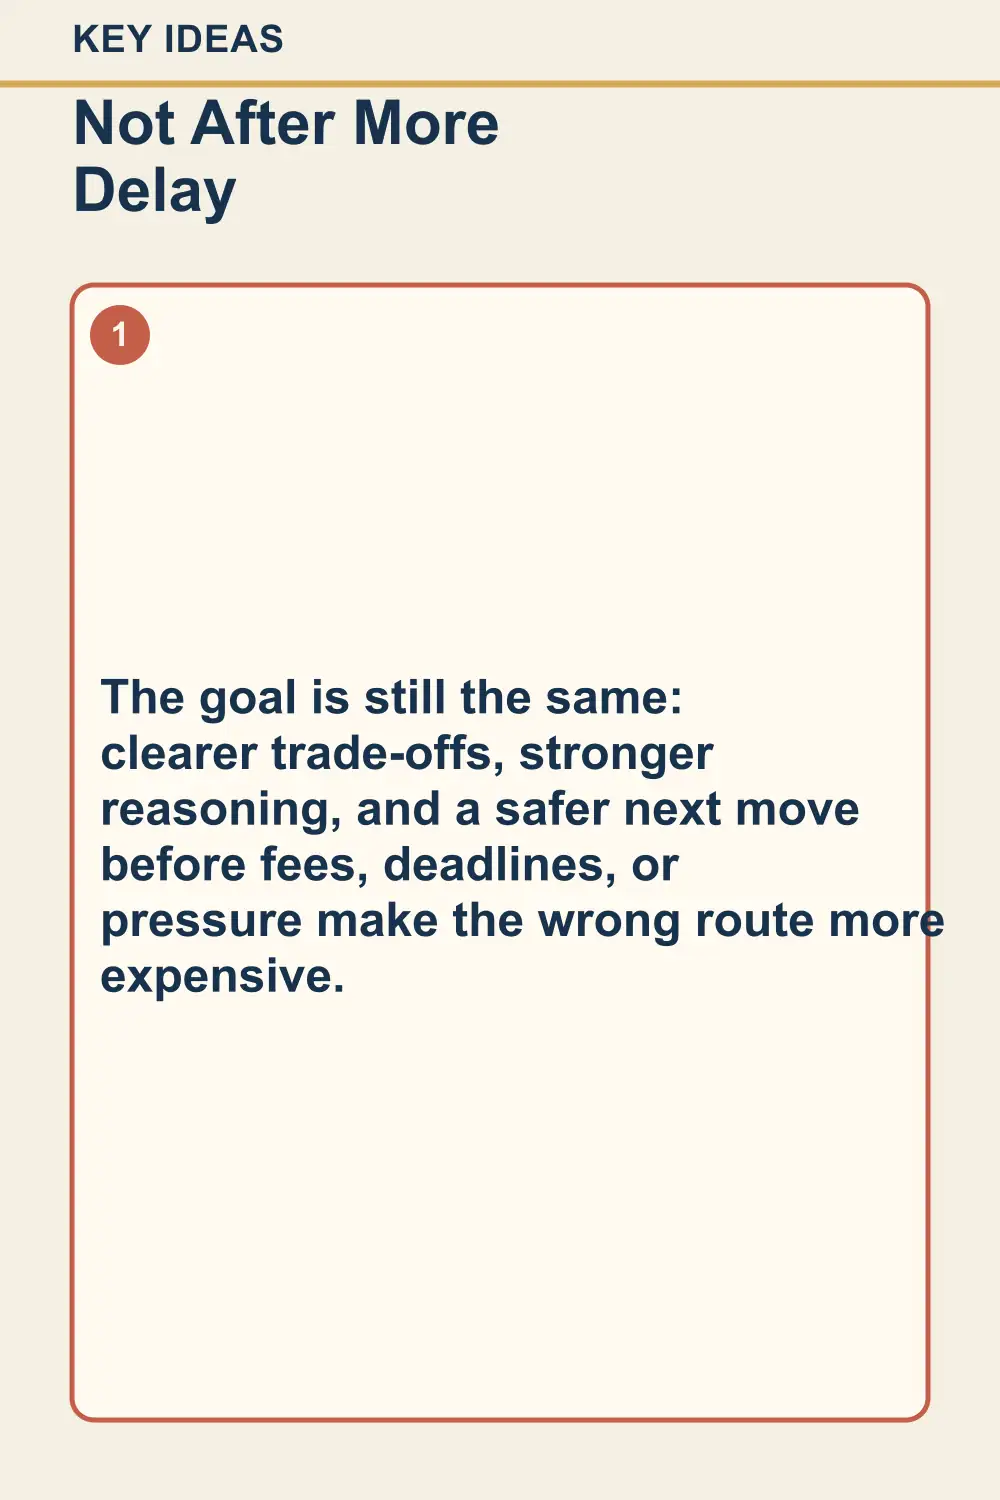 KEY IDEAS
Not After More
Delay
1
The goal is still the same:
clearer trade-offs, stronger
reasoning, and a safer next move
before fees, deadlines, or
pressure make the wrong route more
expensive.